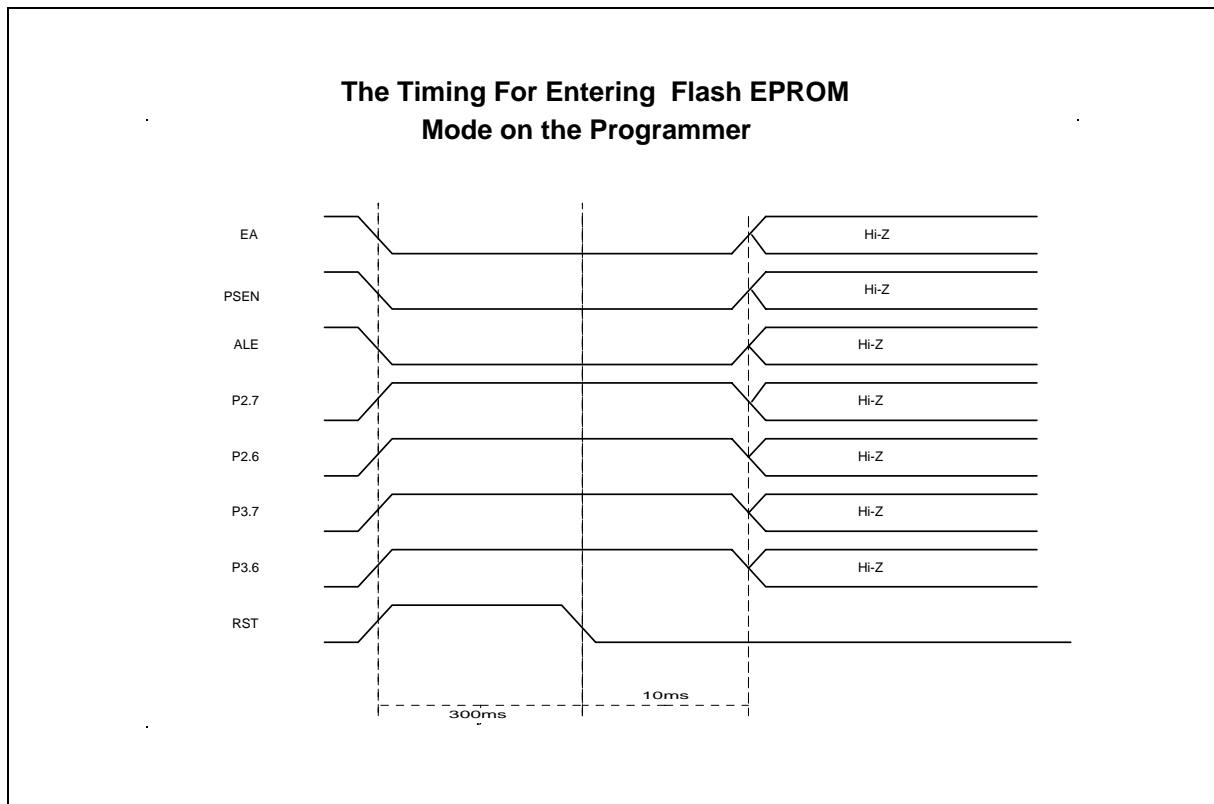 The Timing For Entering Flash EPROM
Mode on the Programmer
EA
Hi-Z
PSEN
Hi-Z
ALE
Hi-Z
P2.7
Hi-Z
P2.6
Hi-Z
P3.7
Hi-Z
P3.6
Hi-Z
RST
10ms
300ms